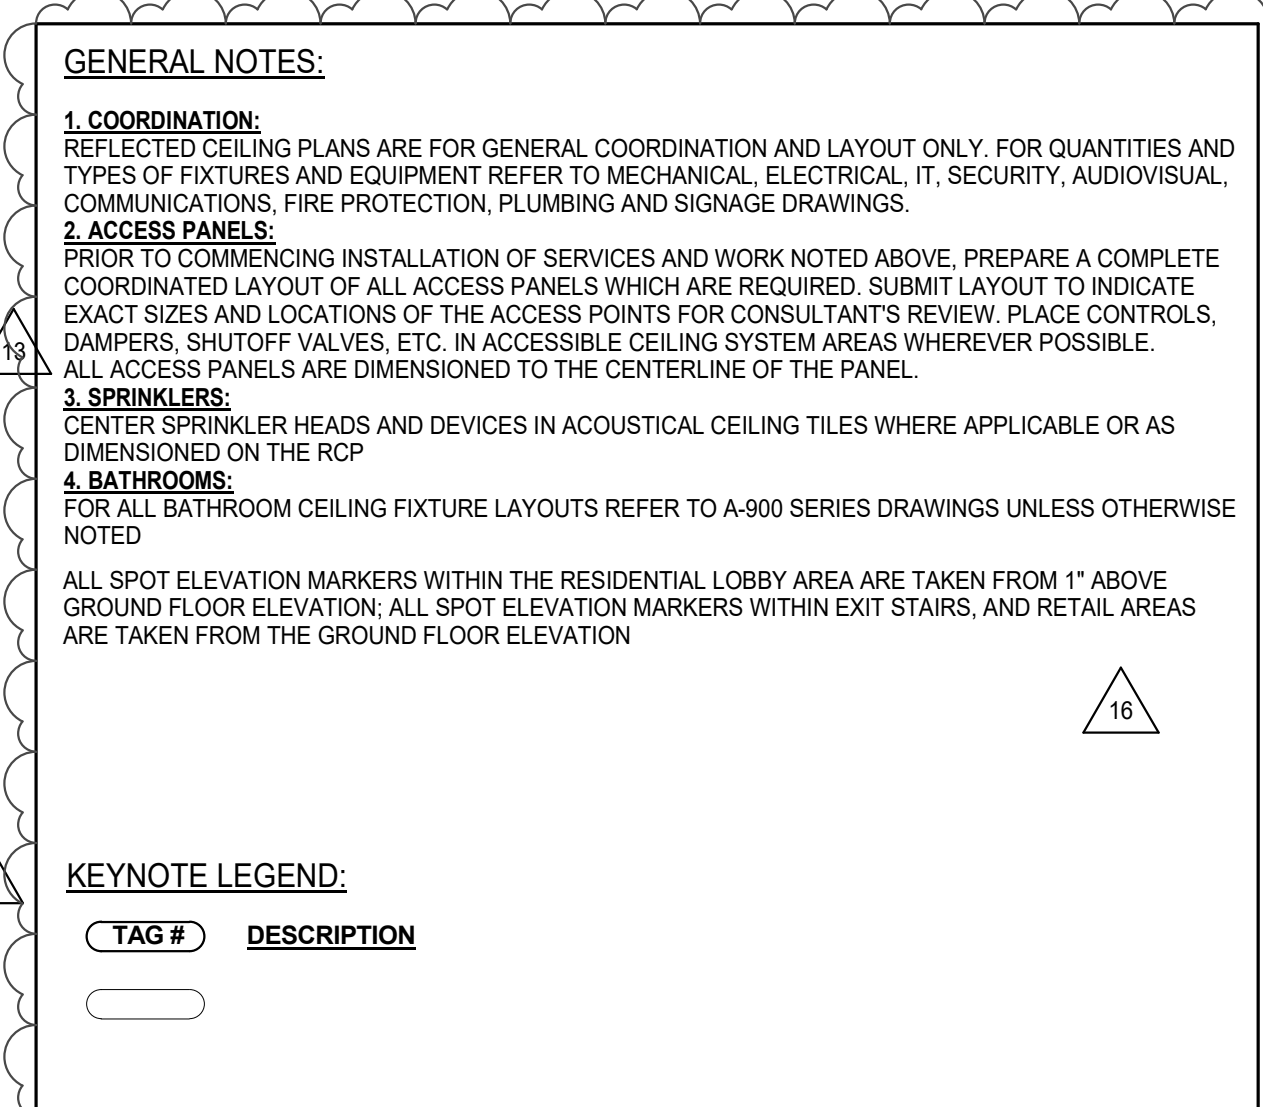 GENERAL NOTES:
1. COORDINATION:
REFLECTED CEILING PLANS ARE FOR GENERAL COORDINATION AND LAYOUT ONLY. FOR QUANTITIES AND
TYPES OF FIXTURES AND EQUIPMENT REFER TO MECHANICAL, ELECTRICAL, IT, SECURITY, AUDIOVISUAL,
COMMUNICATIONS, FIRE PROTECTION, PLUMBING AND SIGNAGE DRAWINGS.
2. ACCESS PANELS:
PRIOR TO COMMENCING INSTALLATION OF SERVICES AND WORK NOTED ABOVE, PREPARE A COMPLETE
COORDINATED LAYOUT OF ALL ACCESS PANELS WHICH ARE REQUIRED. SUBMIT LAYOUT TO INDICATE
EXACT SIZES AND LOCATIONS OF THE ACCESS POINTS FOR CONSULTANT'S REVIEW. PLACE CONTROLS,
13
DAMPERS, SHUTOFF VALVES, ETC. IN ACCESSIBLE CEILING SYSTEM AREAS WHEREVER POSSIBLE.
ALL ACCESS PANELS ARE DIMENSIONED TO THE CENTERLINE OF THE PANEL.
3. SPRINKLERS:
CENTER SPRINKLER HEADS AND DEVICES IN ACOUSTICAL CEILING TILES WHERE APPLICABLE OR AS
DIMENSIONED ON THE RCP
4. BATHROOMS:
FOR ALL BATHROOM CEILING FIXTURE LAYOUTS REFER TO A-900 SERIES DRAWINGS UNLESS OTHERWISE
NOTED
ALL SPOT ELEVATION MARKERS WITHIN THE RESIDENTIAL LOBBY AREA ARE TAKEN FROM 1" ABOVE
GROUND FLOOR ELEVATION; ALL SPOT ELEVATION MARKERS WITHIN EXIT STAIRS, AND RETAIL AREAS
ARE TAKEN FROM THE GROUND FLOOR ELEVATION
16
KEYNOTE LEGEND:
TAG # DESCRIPTION